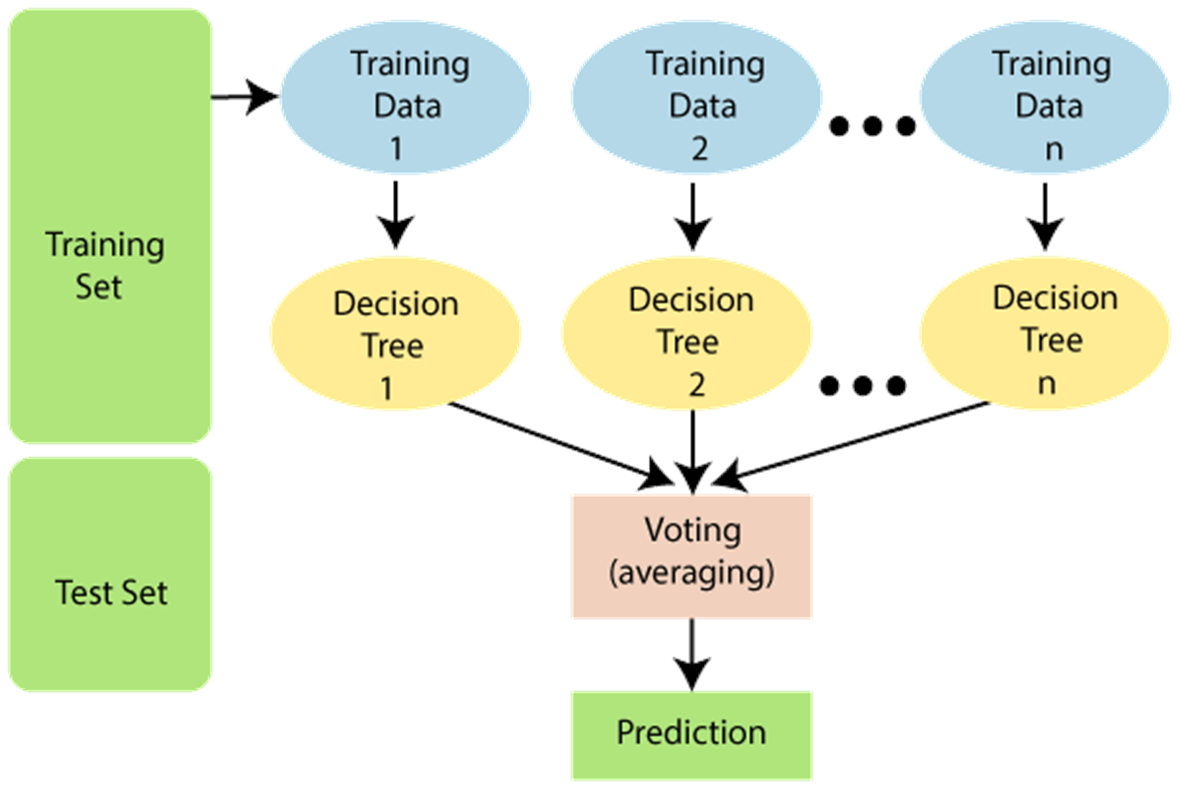 Training
Set
Test Set
Training
Data
1
Training
Data
2
Training
Data
n
Decision
Tree
1
Decision
Tree
2
Decision
Tree
n
Voting
(averaging)
Prediction